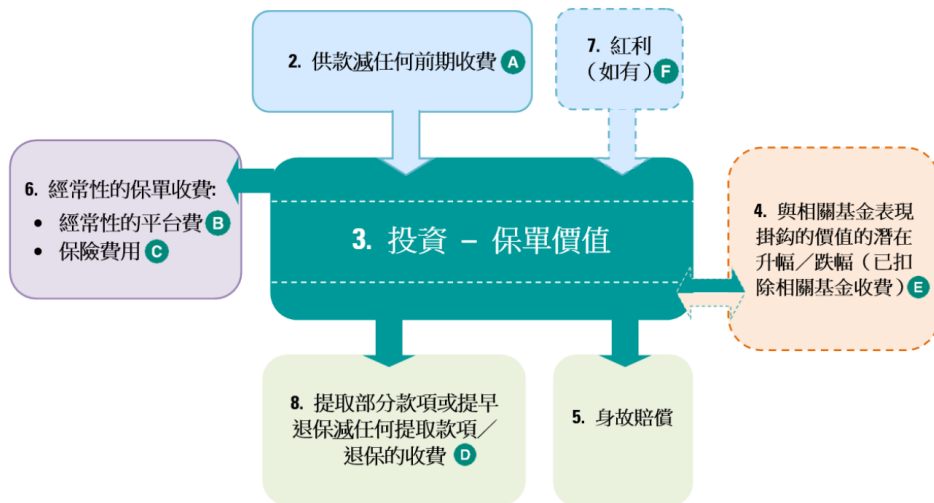 2. 供款減任何前期收費 A
7. 紅利
（如有） F
6. 經常性的保單收費:
• 經常性的平台費 B
• 保險費用 C
3. 投資 – 保單價值
4. 與相關基金表現
掛鈎的價值的潛在
升幅／跌幅（已扣
除相關基金收費） E
8. 提取部分款項或提早
退保減任何提取款項／
退保的收費 D
5. 身故賠償